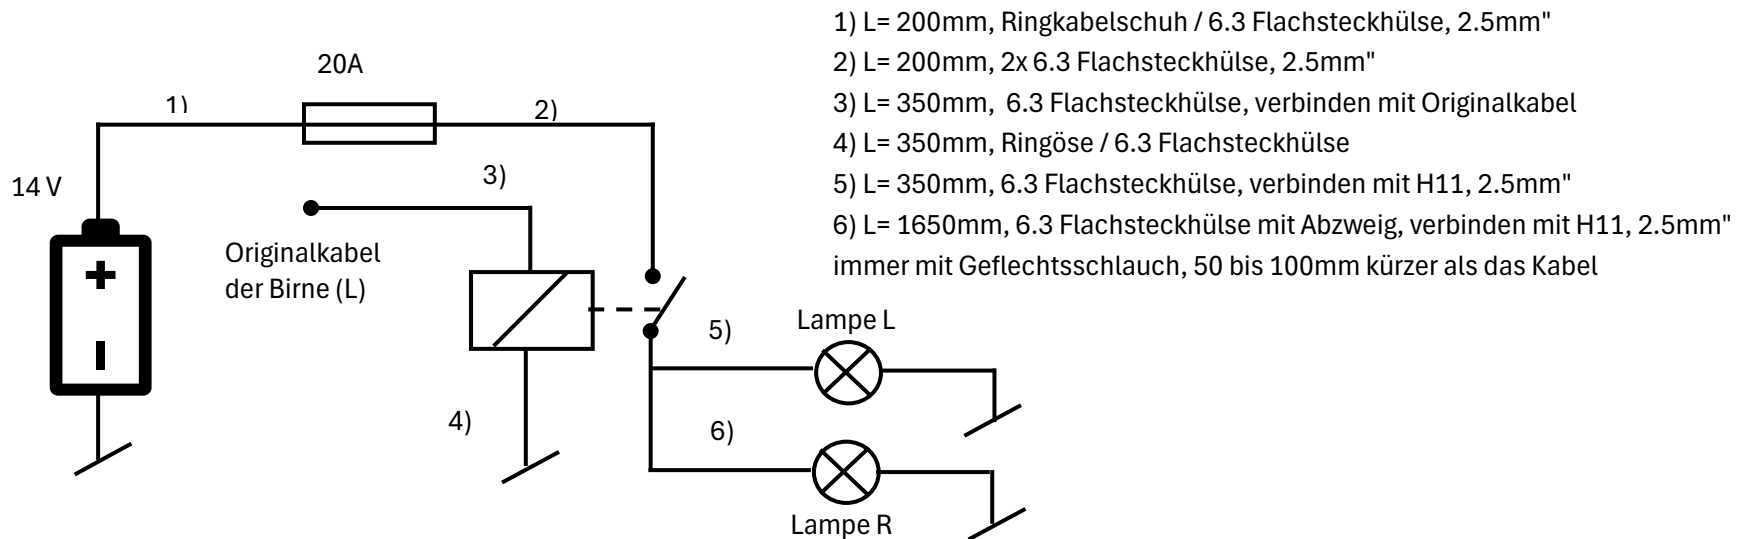 1) L= 200mm, Ringkabelschuh / 6.3 Flachsteckhülse, 2.5mm"
2) L= 200mm, 2x 6.3 Flachsteckhülse, 2.5mm"
3) L= 350mm, 6.3 Flachsteckhülse, verbinden mit Originalkabel
4) L= 350mm, Ringöse / 6.3 Flachsteckhülse
5) L= 350mm, 6.3 Flachsteckhülse, verbinden mit H11, 2.5mm"
6) L= 1650mm, 6.3 Flachsteckhülse mit Abzweig, verbinden mit H11, 2.5mm"
immer mit Geflechtsschlauch, 50 bis 100mm kürzer als das Kabel
20A
1)
2)
3)
14 V
+
-
Originalkabel
der Birne (L)
5)
Lampe L
4)
6)
Lampe R